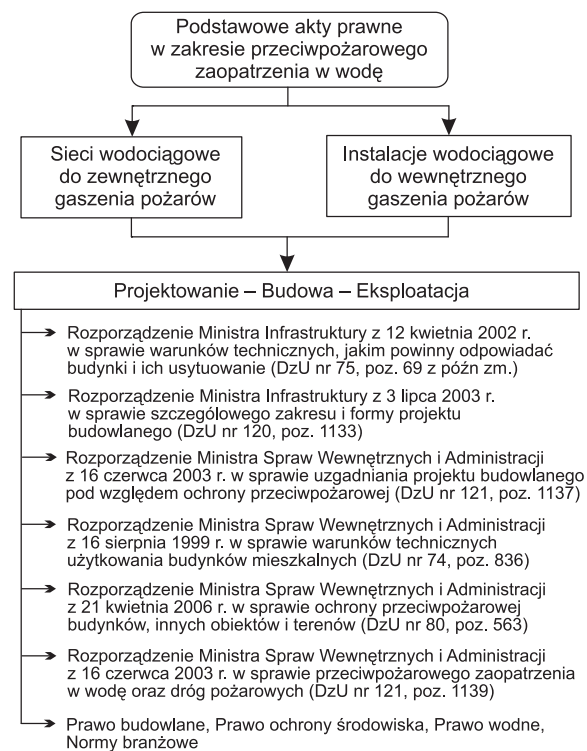 Podstawowe akty prawne
w zakresie przeciwpożarowego
zaopatrzenia w wodę
Sieci wodociągowe
do zewnętrznego
gaszenia pożarów
Instalacje wodociągowe
do wewnętrznego
gaszenia pożarów
Projektowanie – Budowa – Eksploatacja
Rozporządzenie Ministra Infrastruktury z 12 kwietnia 2002 r.
w sprawie warunków technicznych, jakim powinny odpowiadać
budynki i ich usytuowanie (DzU nr 75, poz. 69 z późn zm.)
Rozporządzenie Ministra Infrastruktury z 3 lipca 2003 r.
w sprawie szczególowego zakresu i formy projektu
budowlanego (DzU nr 120, poz. 1133)
Rozporządzenie Ministra Spraw Wewnętrznych i Administracji
z 16 czerwca 2003 r. w sprawie uzgadniania projektu budowlanego
pod względem ochrony przeciwpożarowej (DzU nr 121, poz. 1137)
Rozporządzenie Ministra Spraw Wewnętrznych i Administracji
z 16 sierpnia 1999 r. w sprawie warunków technicznych
użytkowania budynków mieszkalnych (DzU nr 74, poz. 836)
Rozporządzenie Ministra Spraw Wewnętrznych i Administracji
z 21 kwietnia 2006 r. w sprawie ochrony przeciwpożarowej
budynków, innych obiektów i terenów (DzU nr 80, poz. 563)
Rozporządzenie Ministra Spraw Wewnętrznych i Administracji
z 16 czerwca 2003 r. w sprawie przeciwpożarowego zaopatrzenia
w wodę oraz dróg pożarowych (DzU nr 121, poz. 1139)
Prawo budowlane, Prawo ochrony środowiska, Prawo wodne,
Normy branżowe